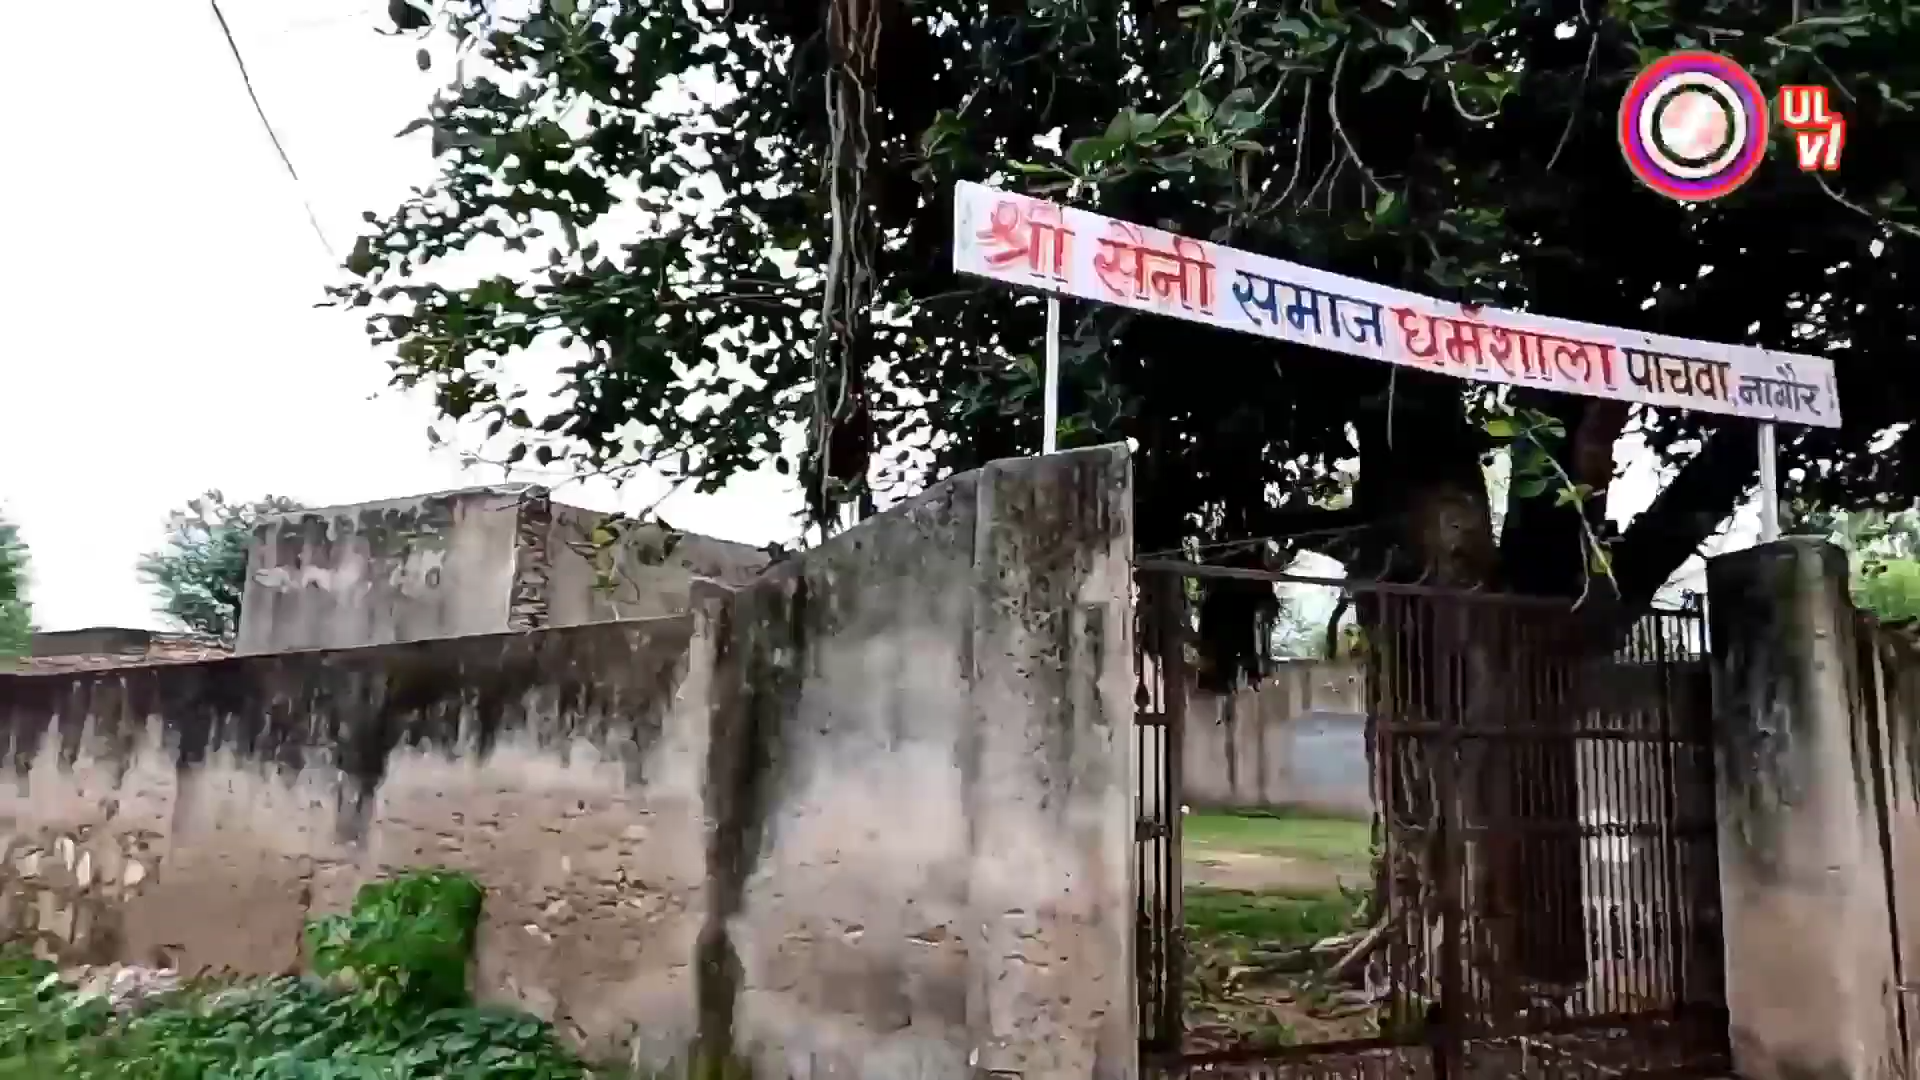 श्री सैनी समाज धर्मशाला पांचवा, नागौर
UL
vi